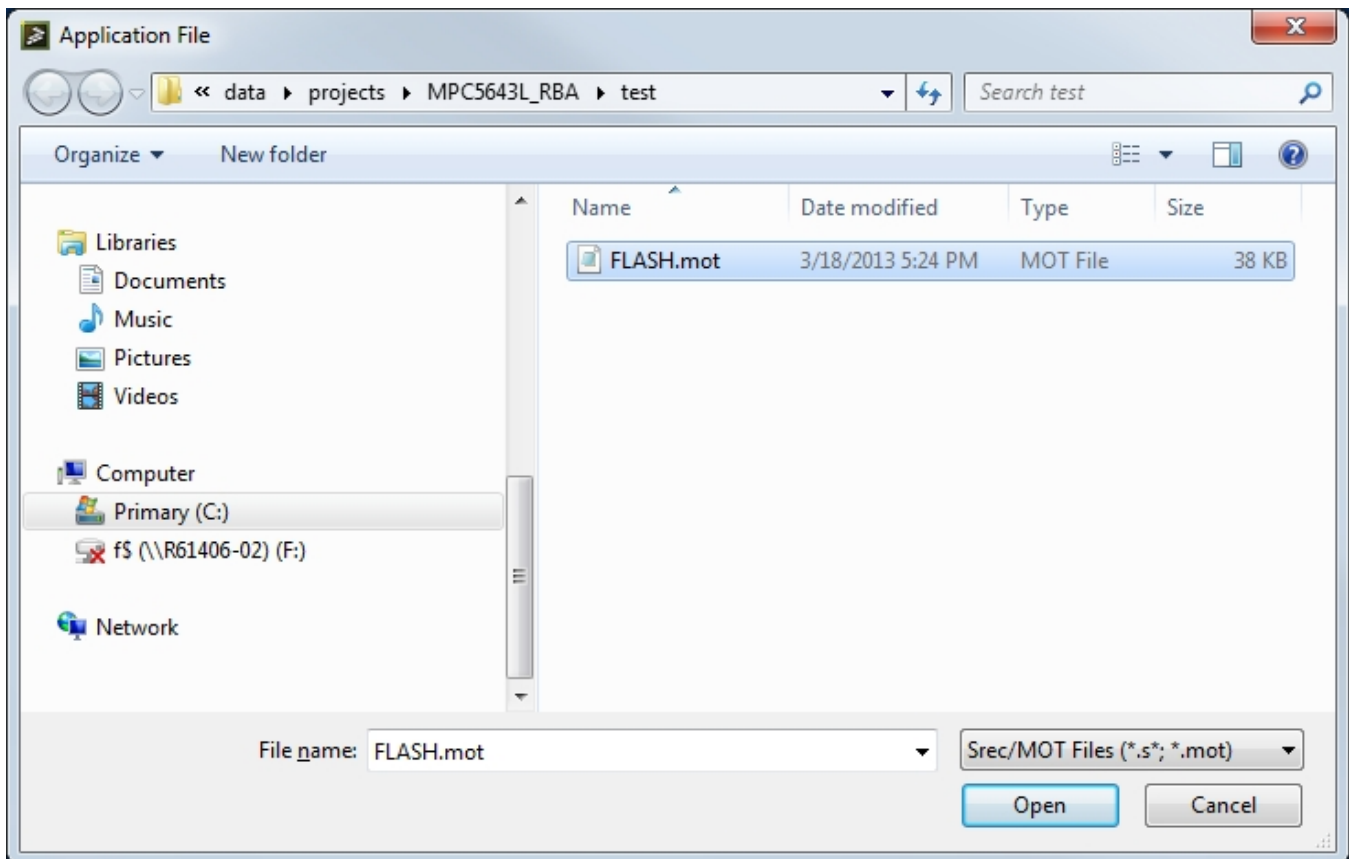 Application File
« data ▸ projects ▸ MPC5643L_RBA ▸ test
Search test
Organize ▾ New folder
Name Date modified Type Size
FLASH.mot 3/18/2013 5:24 PM MOT File 38 KB
Libraries
Documents
Music
Pictures
Videos
Computer
Primary (C:)
f$ (\\R61406-02) (F:)
Network
File name: FLASH.mot
Srec/MOT Files (*.s*; *.mot)
Open Cancel